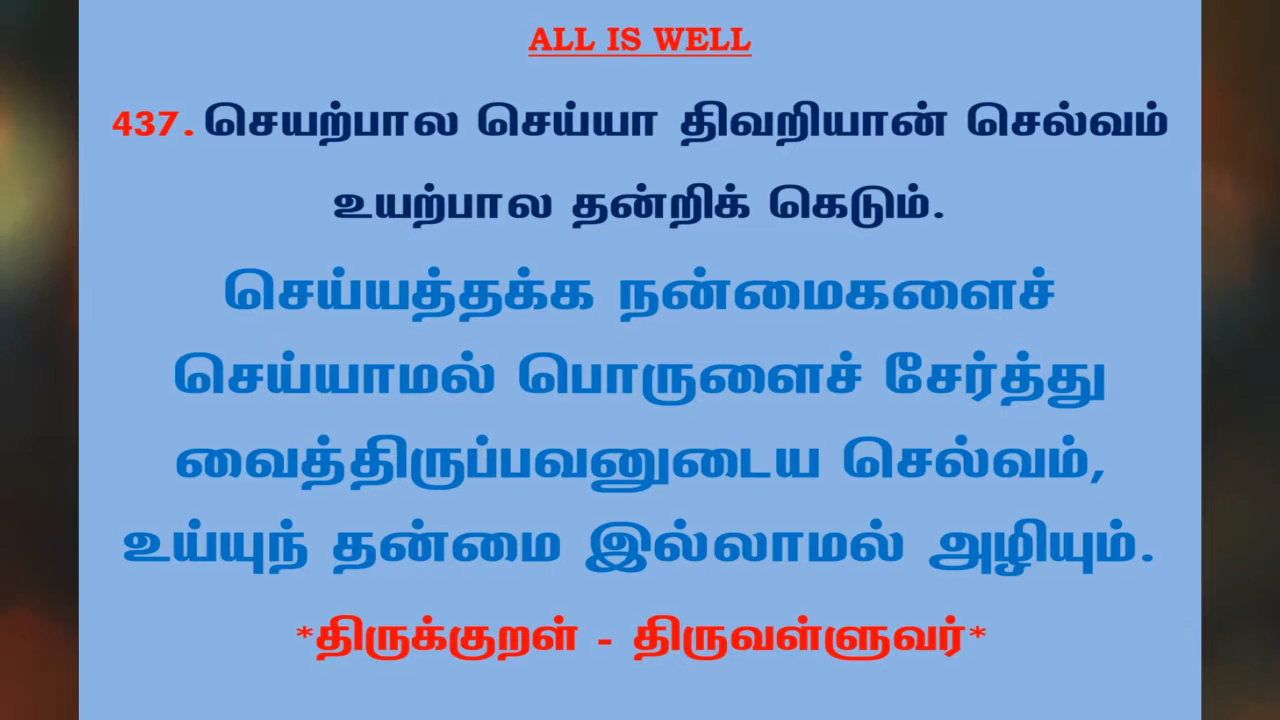 ALL IS WELL
437. செயற்பால செய்யா திவறியான் செல்வம்
உயற்பால தன்றிக் கெடும்.
செய்யத்தக்க நன்மைகளைச்
செய்யாமல் பொருளைச் சேர்த்து
வைத்திருப்பவனுடைய செல்வம்,
உய்யுந் தன்மை இல்லாமல் அழியும்.
*திருக்குறள் - திருவள்ளுவர்*